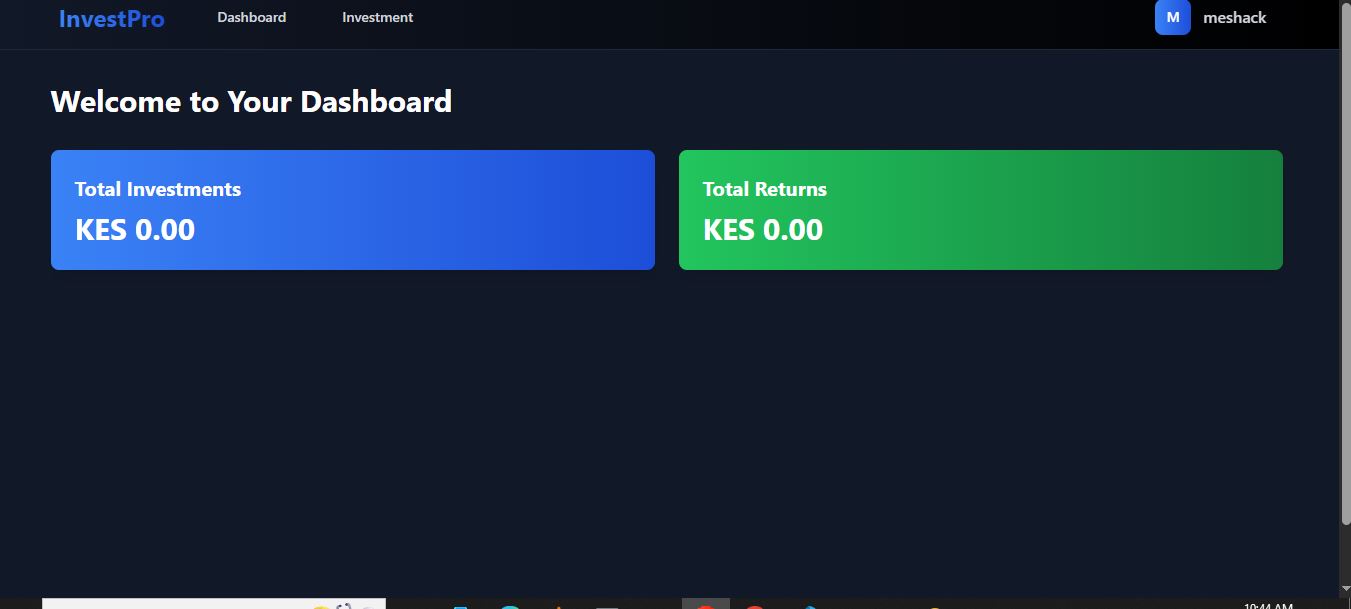 InvestPro Dashboard Investment M meshack
Welcome to Your Dashboard
Total Investments
KES 0.00
Total Returns
KES 0.00
10:44 AM